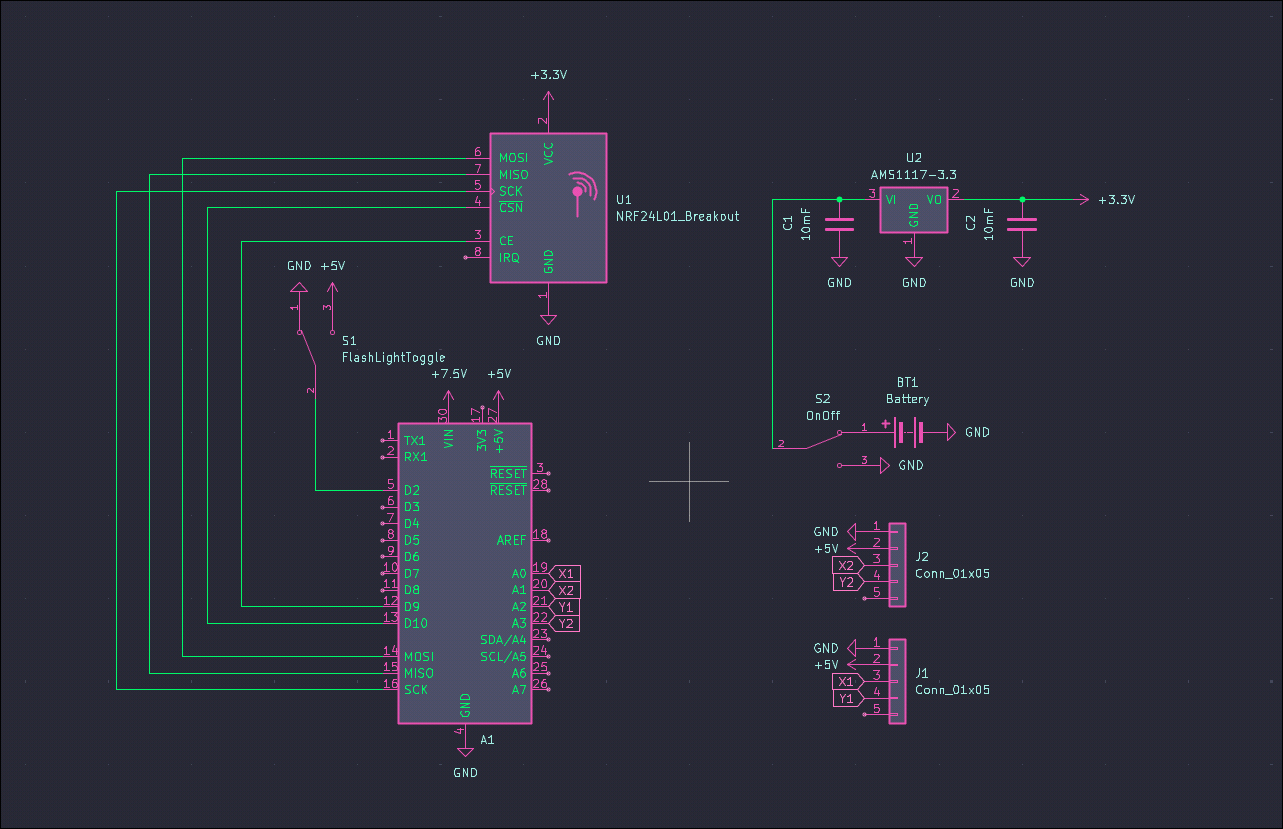 +3.3V
2
VCC
6 MOSI
7 MISO
5 SCK
4 CSN
3 CE
8 IRQ
GND
1
GND
U1
NRF24L01_Breakout
GND +5V
1
3
2
S1
FlashLightToggle
+7.5V +5V
30 17 27
VIN 3V3 +5V
1 TX1
2 RX1
5 D2
6 D3
7 D4
8 D5
9 D6
10 D7
11 D8
12 D9
13 D10
14 MOSI
15 MISO
16 SCK
RESET 3
RESET 28
AREF 18
A0 19 X1
A1 20 X2
A2 21 Y1
A3 22 Y2
SDA/A4 23
SCL/A5 24
A6 25
A7 26
GND
4
A1
GND
U2
AMS1117-3.3
3 VI VO 2
GND
1
+3.3V
C1
10mF
C2
10mF
GND
GND
GND
BT1
Battery
S2
OnOff
2
1
+
GND
3
GND
GND 1
+5V 2
X2 3
Y2 4
5
J2
Conn_01x05
GND 1
+5V 2
X1 3
Y1 4
5
J1
Conn_01x05